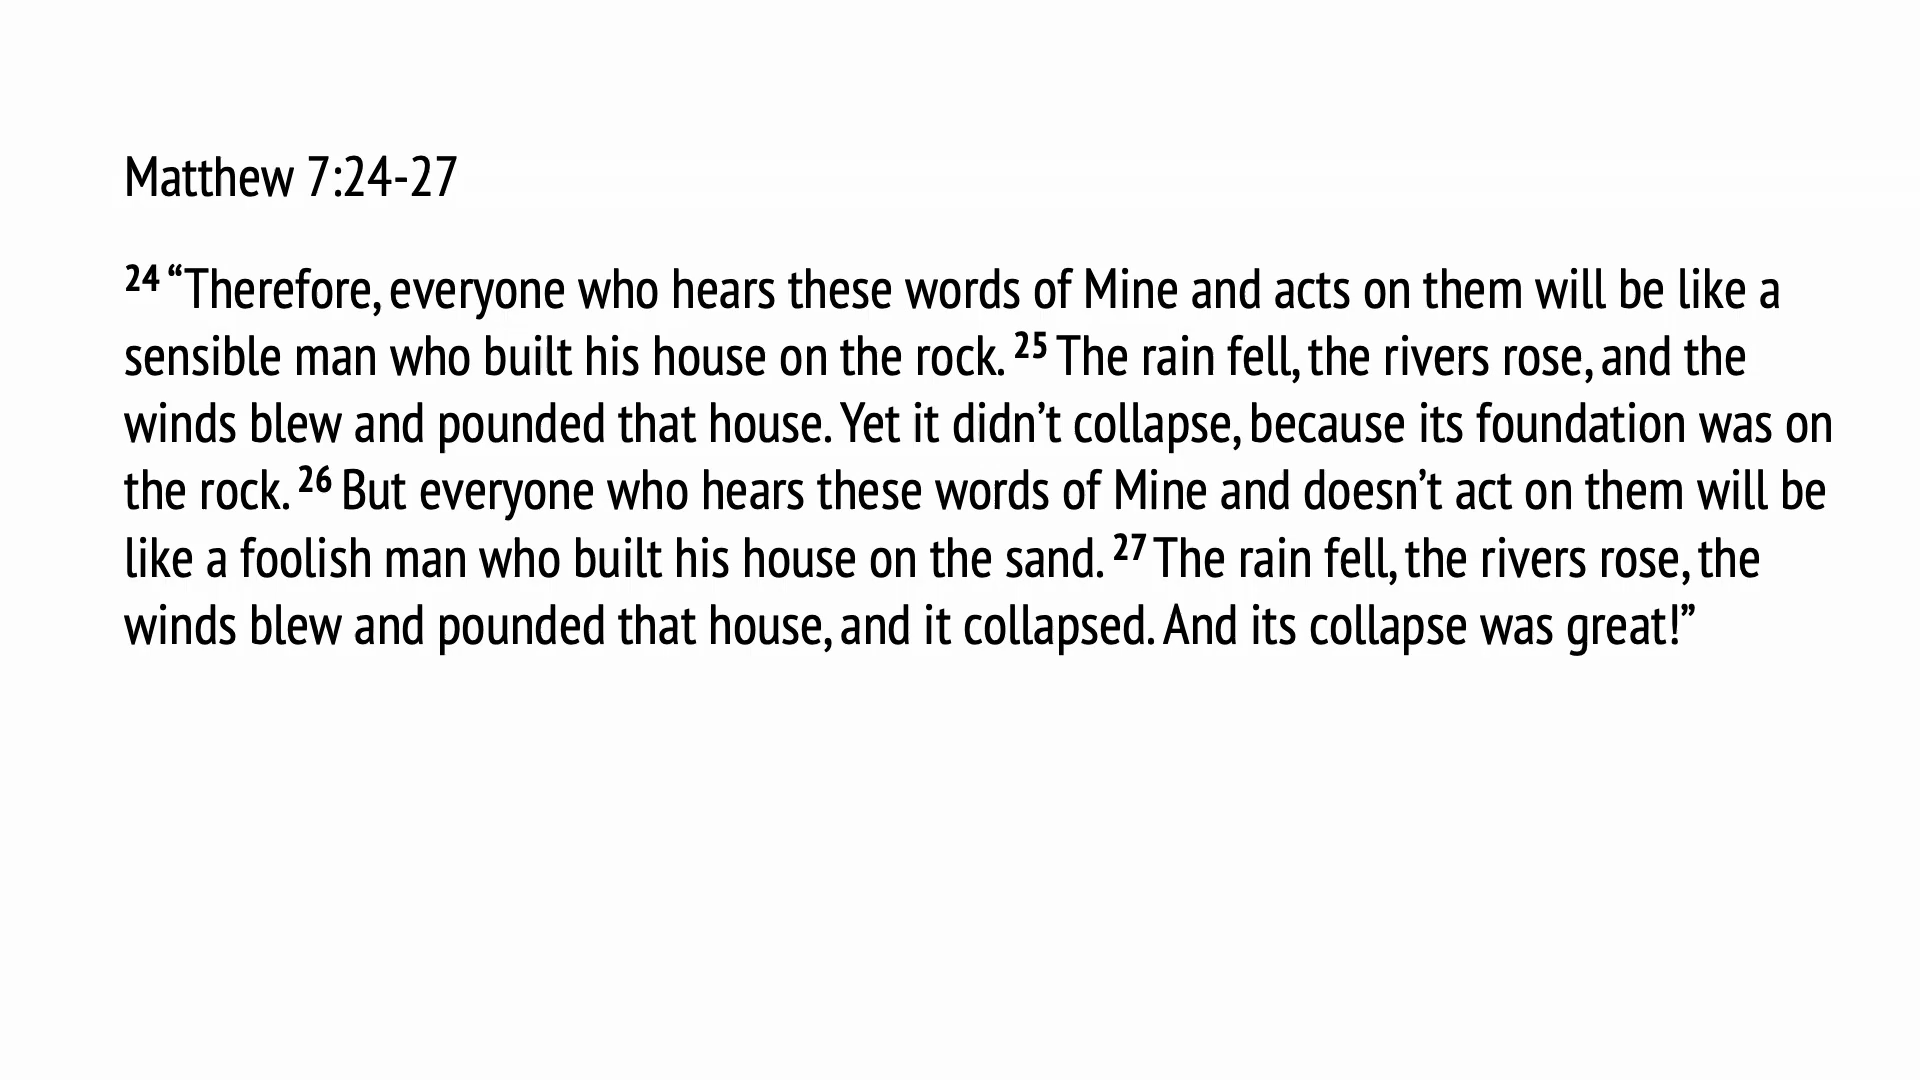 Matthew 7:24-27
24 “Therefore, everyone who hears these words of Mine and acts on them will be like a
sensible man who built his house on the rock. 25 The rain fell, the rivers rose, and the
winds blew and pounded that house. Yet it didn’t collapse, because its foundation was on
the rock. 26 But everyone who hears these words of Mine and doesn’t act on them will be
like a foolish man who built his house on the sand. 27 The rain fell, the rivers rose, the
winds blew and pounded that house, and it collapsed. And its collapse was great!”